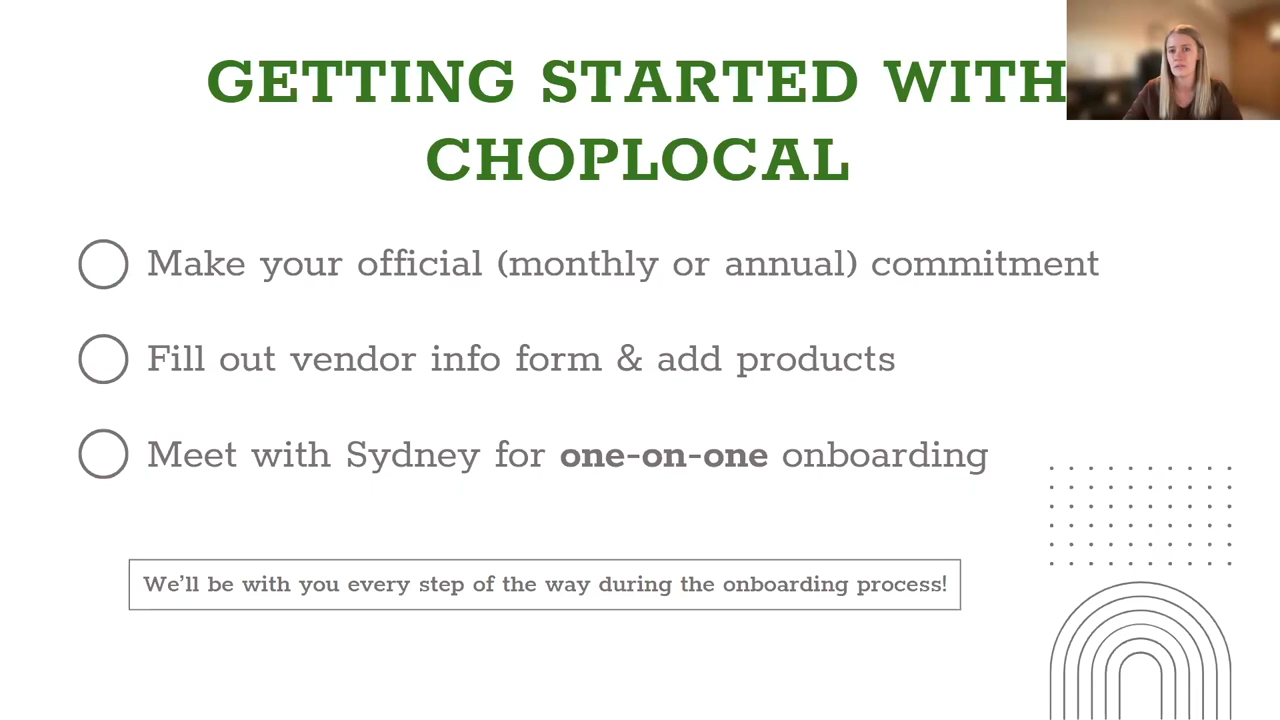 GETTING STARTED WITH
CHOPLOCAL
Make your official (monthly or annual) commitment
Fill out vendor info form & add products
Meet with Sydney for one-on-one onboarding
We'll be with you every step of the way during the onboarding process!